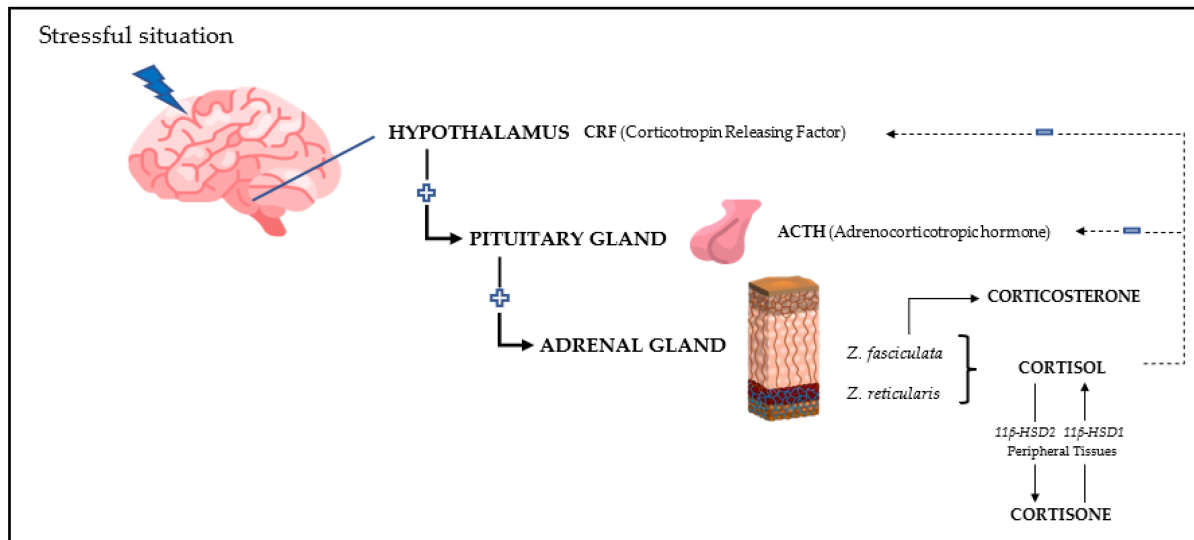 Stressful situation
HYPOTHALAMUS CRF (Corticotropin Releasing Factor)
PITUITARY GLAND ACTH (Adrenocorticotropic hormone)
CORTICOSTERONE
ADRENAL GLAND
Z. fasciculata
CORTISOL
Z. reticularis
11β-HSD2 11β-HSD1
Peripheral Tissues
CORTISONE